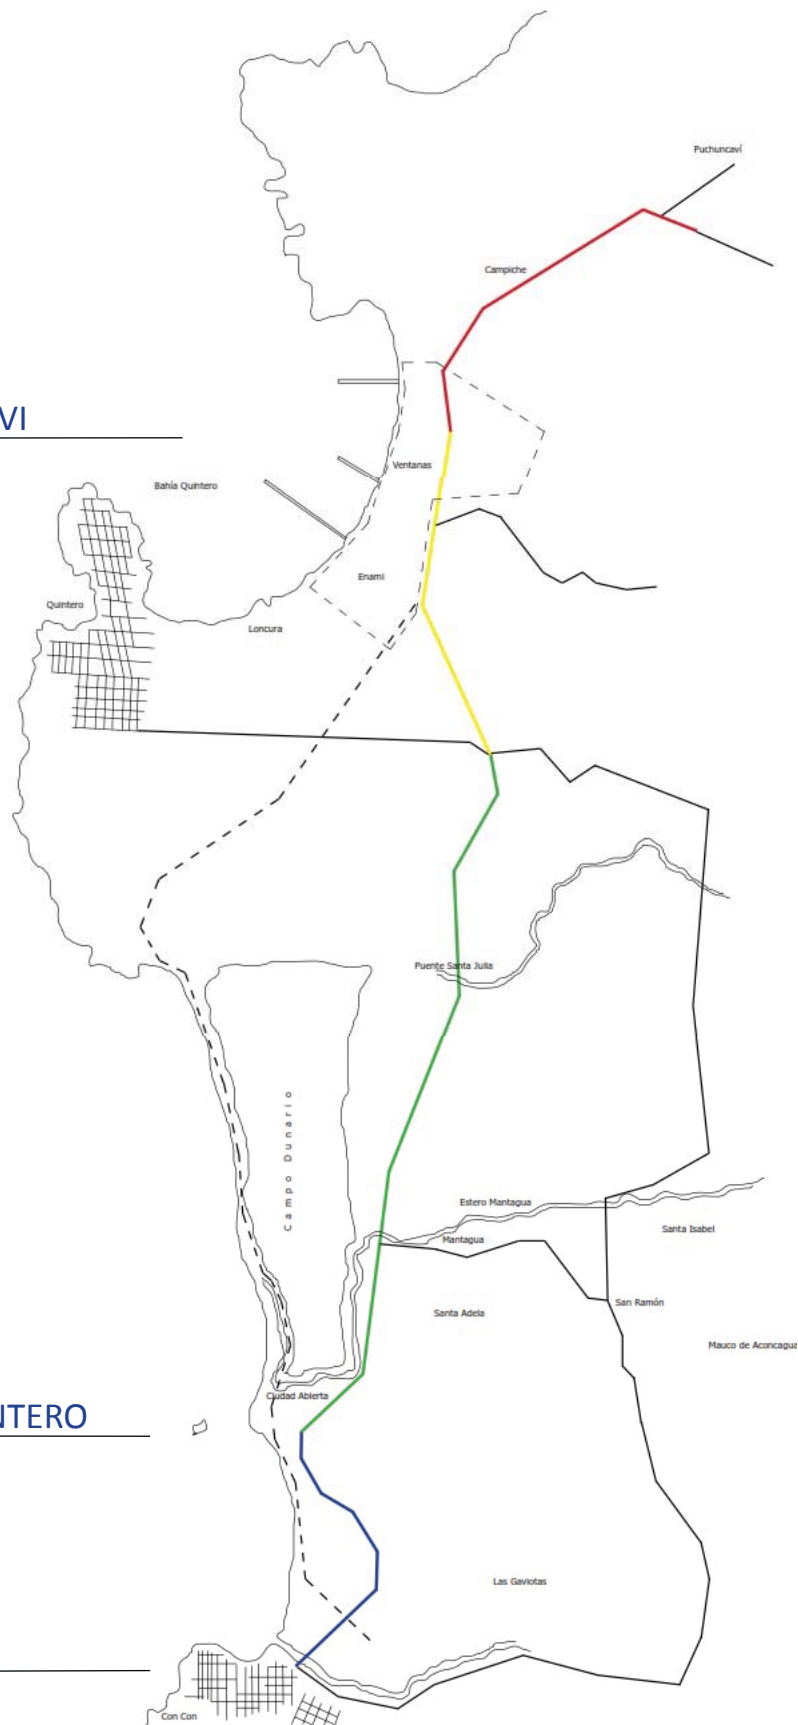 Puchuncaví
Campiche
VI
Ventanas
Bahía Quintero
Enami
Quintero
Loncura
Puente Santa Julia
Campo Dunario
Estero Mantagua
Santa Isabel
Mantagua
San Ramón
Santa Adela
Mauco de Aconcagua
Ciudad Abierta
NTERO
Las Gaviotas
Con Con